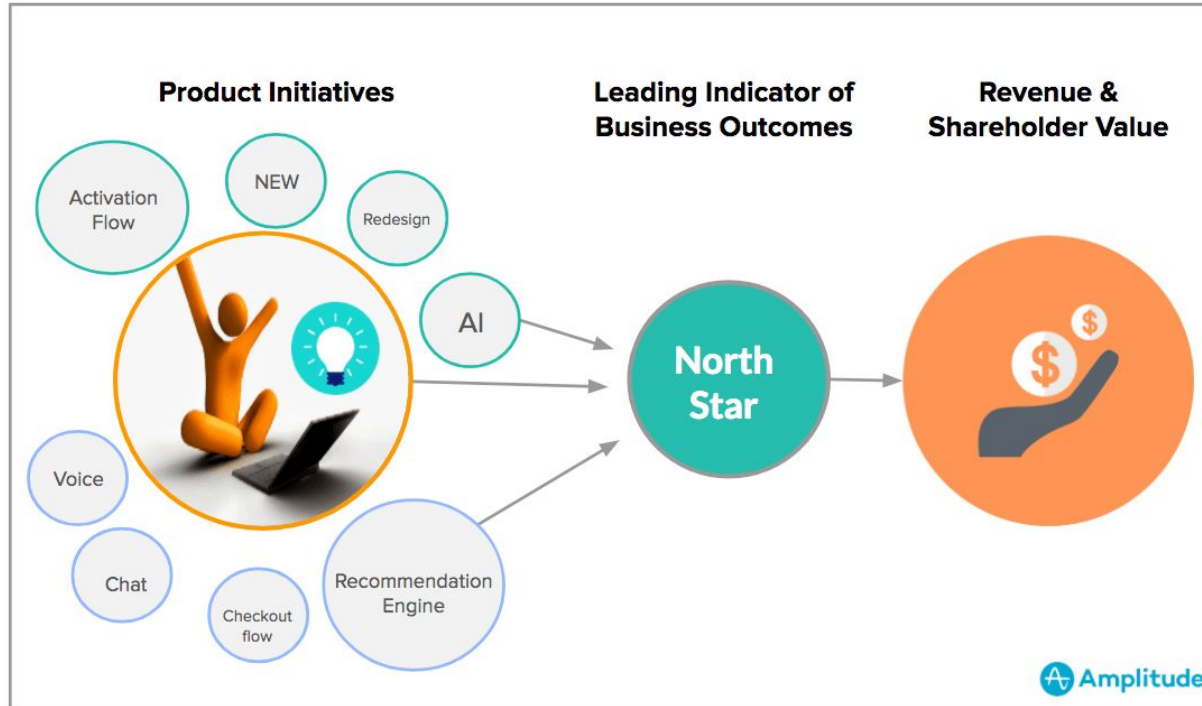 Product Initiatives
Leading Indicator of
Business Outcomes
Revenue &
Shareholder Value
Activation
Flow
NEW
Redesign
AI
North
Star
$
$
Voice
Chat
Checkout
flow
Recommendation
Engine
Amplitude